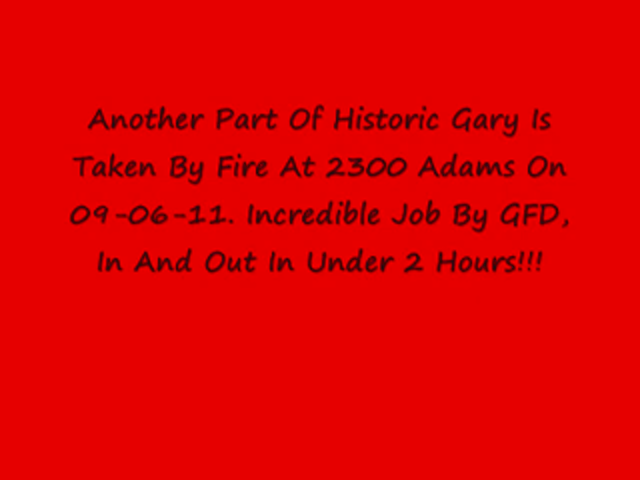 Another Part Of Historic Gary Is
Taken By Fire At 2300 Adams On
09-06-11. Incredible Job By GFD,
In And Out In Under 2 Hours!!!